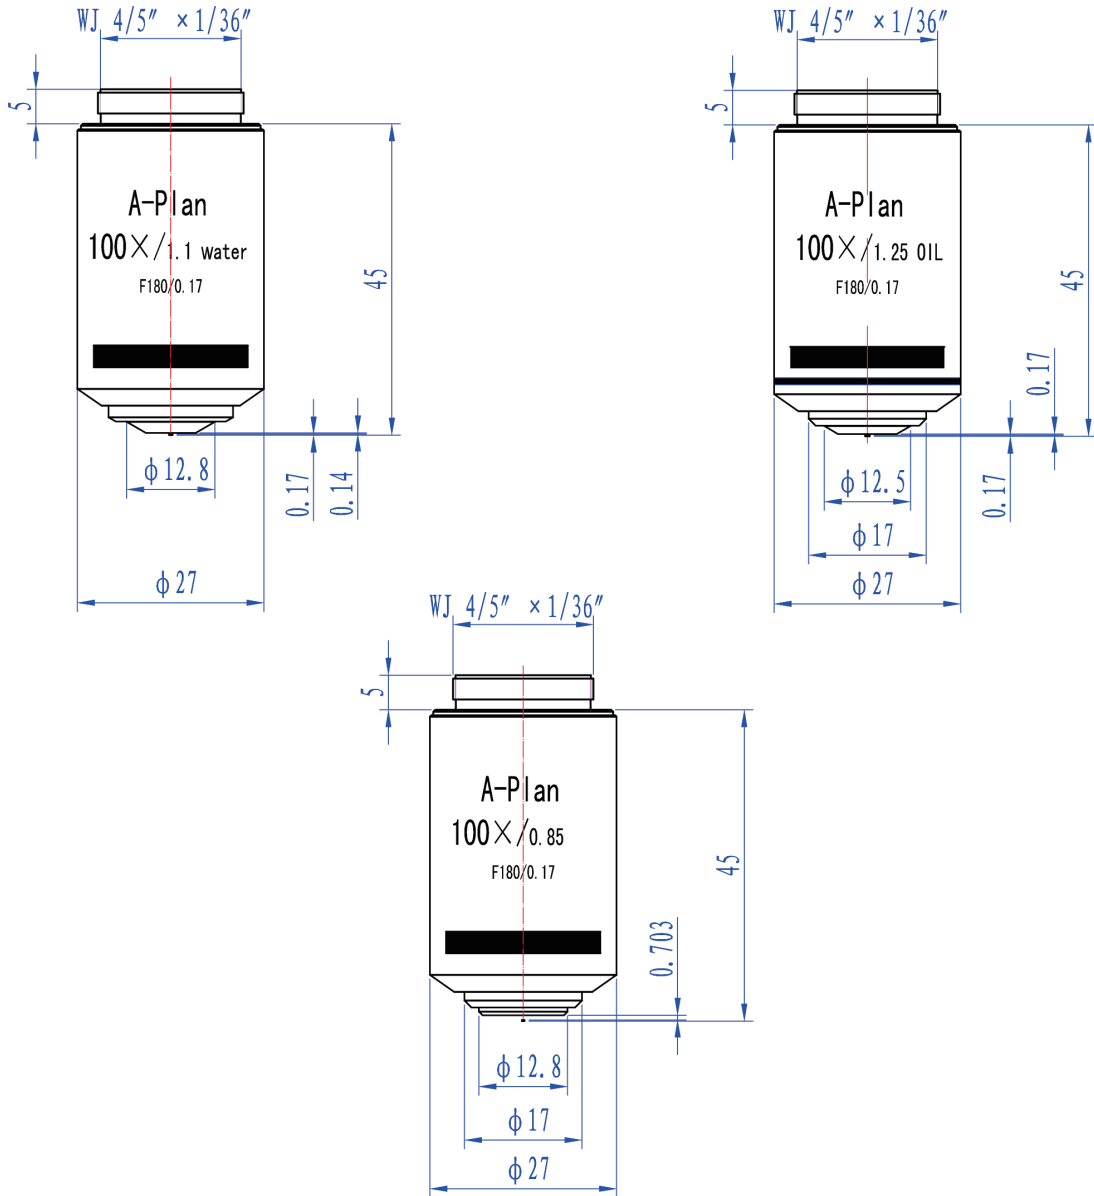 WJ 4/5″ ×1/36″
5
A-Plan
100×/1.1 water
F180/0.17
45
ϕ12.8
0.17
0.14
ϕ27
WJ 4/5″ ×1/36″
5
A-Plan
100×/1.25 OIL
F180/0.17
45
0.17
ϕ12.5
0.17
ϕ17
ϕ27
WJ 4/5″ ×1/36″
5
A-Plan
100×/0.85
F180/0.17
45
0.703
ϕ12.8
ϕ17
ϕ27